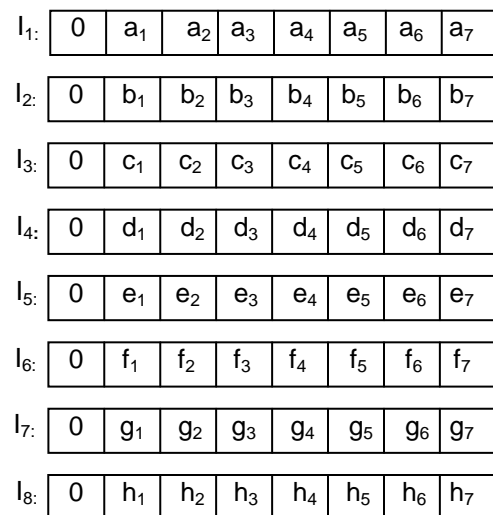 I₁: 0 a₁ a₂ a₃ a₄ a₅ a₆ a₇
I₂: 0 b₁ b₂ b₃ b₄ b₅ b₆ b₇
I₃: 0 c₁ c₂ c₃ c₄ c₅ c₆ c₇
I₄: 0 d₁ d₂ d₃ d₄ d₅ d₆ d₇
I₅: 0 e₁ e₂ e₃ e₄ e₅ e₆ e₇
I₆: 0 f₁ f₂ f₃ f₄ f₅ f₆ f₇
I₇: 0 g₁ g₂ g₃ g₄ g₅ g₆ g₇
I₈: 0 h₁ h₂ h₃ h₄ h₅ h₆ h₇